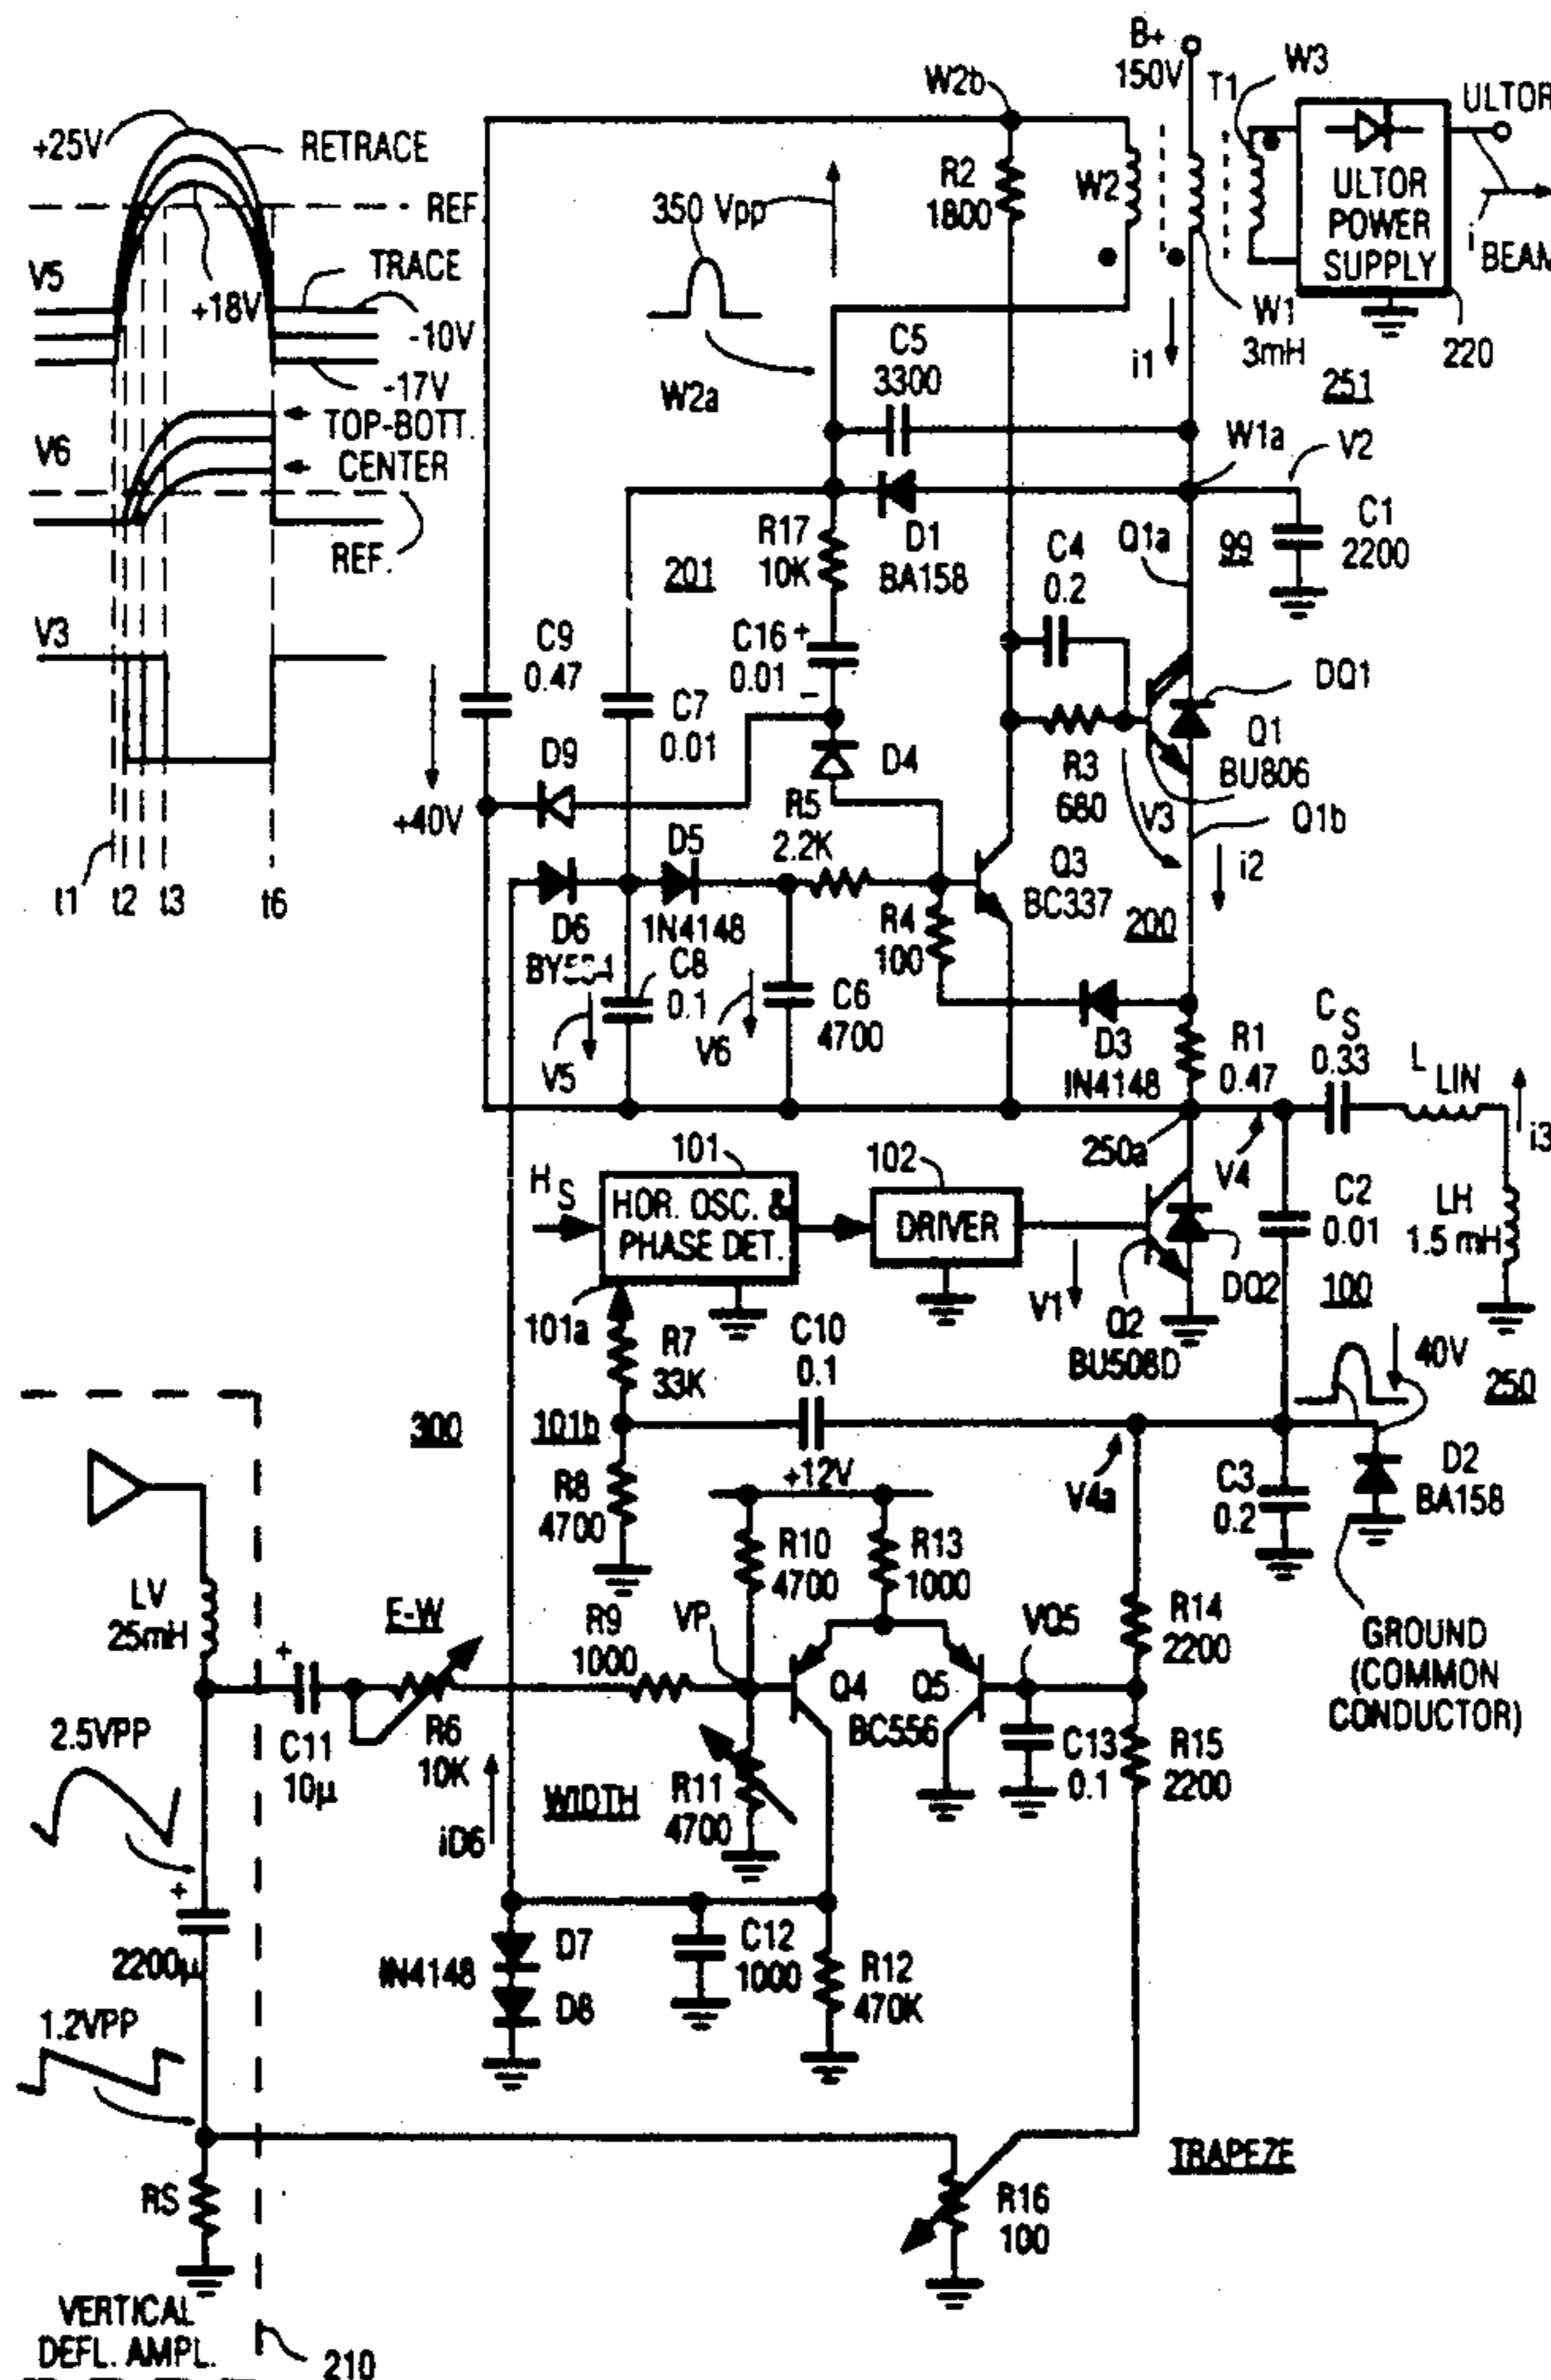 B+
150V
W3
W2b
T1
ULTOR
+25V
RETRACE
R2
1800
W2
ULTOR
POWER
SUPPLY
i BEAM
350 Vpp
REF.
V5
TRACE
+18V
-10V
-17V
W1
3mH
220
251
i1
C5
3300
W2a
TOP-BOTT.
CENTER
V6
REF.
W1a
V2
R17
10K
D1
BA158
C4
0.2
Q1a
99
C1
2200
201
V3
C9
0.47
C16
0.01
+
−
DQ1
C7
0.01
D9
D4
R3
680
Q1
BU806
V3
Q1b
+40V
R5
2.2K
D5
1N4148
Q3
BC337
i2
t1
t2
t3
t6
D6
C8
0.1
R4
100
200
V5
V6
C6
4700
D3
IN4148
R1
0.47
CS
0.33
LLIN
i3
250a
V4
101
102
HS
HOR. OSC. &
PHASE DET.
DRIVER
C2
0.01
LH
1.5 mH
101a
V1
Q2
BU508D
DQ2
100
R7
33K
C10
0.1
40V
250
300
101b
+12V
V4a
C3
0.2
D2
BA158
R8
4700
R10
4700
R13
1000
LV
25mH
E-W
R9
1000
VP
VQ5
R14
2200
GROUND
(COMMON
CONDUCTOR)
+
Q4
Q5
BC556
2.5VPP
C11
10μ
R6
10K
WIDTH
R11
4700
C13
0.1
R15
2200
iD6
+
2200μ
IN4148
D7
D8
C12
1000
R12
470K
1.2VPP
TRAPEZE
RS
R16
100
VERTICAL
DEFL. AMPL.
210